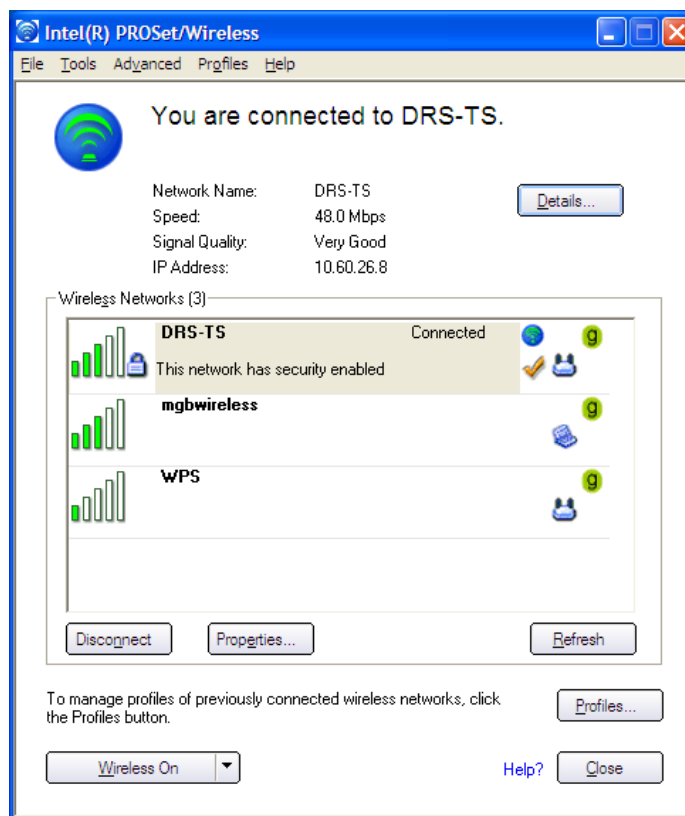 Intel(R) PROSet/Wireless
File Tools Advanced Profiles Help
You are connected to DRS-TS.
Network Name: DRS-TS
Details...
Speed: 48.0 Mbps
Signal Quality: Very Good
IP Address: 10.60.26.8
Wireless Networks (3)
DRS-TS Connected g
This network has security enabled
mgbwireless g
WPS g
Disconnect Properties... Refresh
To manage profiles of previously connected wireless networks, click
the Profiles button.
Profiles...
Wireless On Help? Close